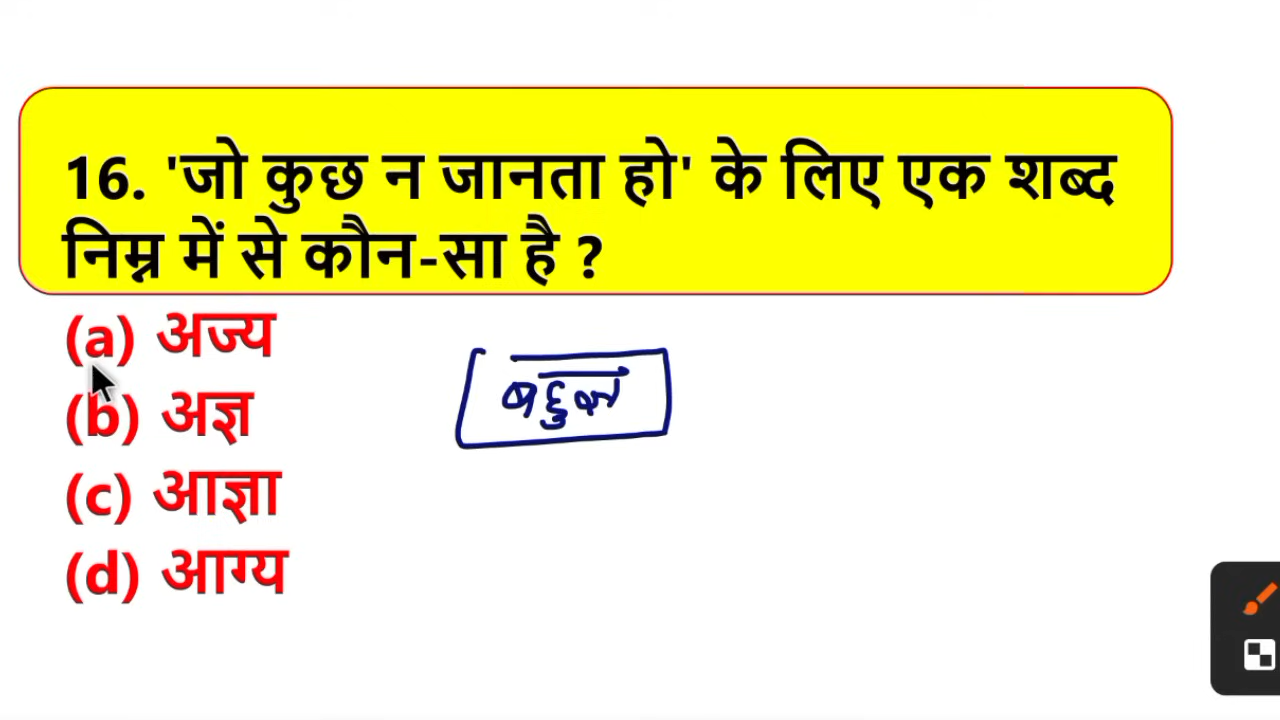 16. 'जो कुछ न जानता हो' के लिए एक शब्द
निम्न में से कौन-सा है ?
(a) अज्य
(b) अज्ञ
(c) आज्ञा
(d) आग्य